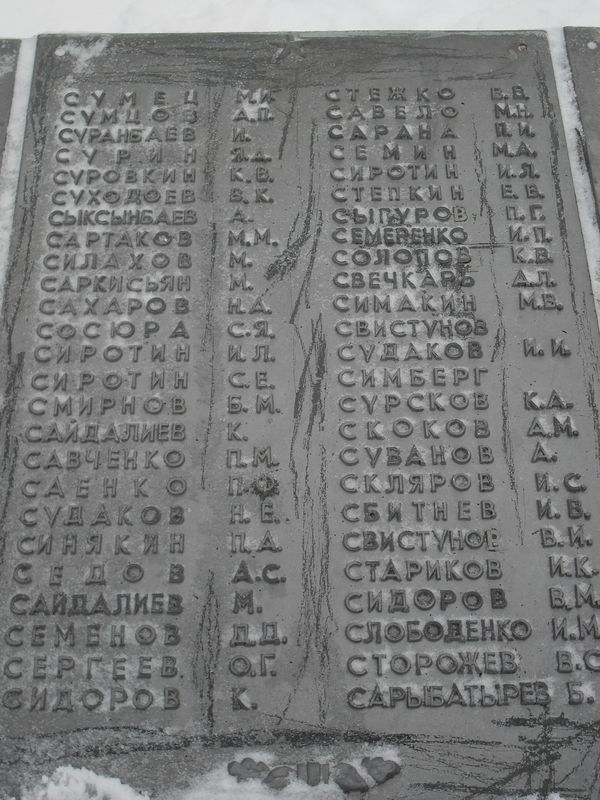 СУМЕЦ М.И.
СУМЦОВ А.П.
СУРАНБАЕВ И.
СУРИН Я.Д.
СУРОВКИН К.В.
СУХОДОЕВ В.К.
СЫКСЫНБАЕВ А.
САРТАКОВ М.М.
СИЛАХОВ М.
САРКИСЬЯН М.
САХАРОВ Н.А.
СОСЮРА С.Я.
СИРОТИН И.Л.
СИРОТИН С.Е.
СМИРНОВ Б.М.
САЙДАЛИЕВ К.
САВЧЕНКО П.М.
САЕНКО
СУДАКОВ Н.Е.
СИНЯКИН П.А.
СЕДОВ А.С.
САЙДАЛИЕВ М.
СЕМЕНОВ Д.Д.
СЕРГЕЕВ О.Г.
СИДОРОВ К.
СТЕЖКО В.В.
САВЕЛО М.Н.
САРАНА П.И.
СЕМИН М.А.
СИРОТИН И.Я.
СТЕПКИН Е.В.
СЫГУРОВ П.Г.
СЕМЕРЕНКО И.П.
СОЛОПОВ К.В.
СВЕЧКАРЬ А.Л.
СИМАКИН М.Е.
СВИСТУНОВ
СУДАКОВ И.И.
СИМБЕРГ
СУРСКОВ К.А.
СКОКОВ А.М.
СУВАНОВ А.
СКЛЯРОВ И.С.
СБИТНЕВ И.В.
СВИСТУНОВ В.И.
СТАРИКОВ И.К.
СИДОРОВ В.М.
СЛОБОДЕНКО И.М
СТОРОЖЕВ В.С
САРЫБАТЫРЕВ Б.